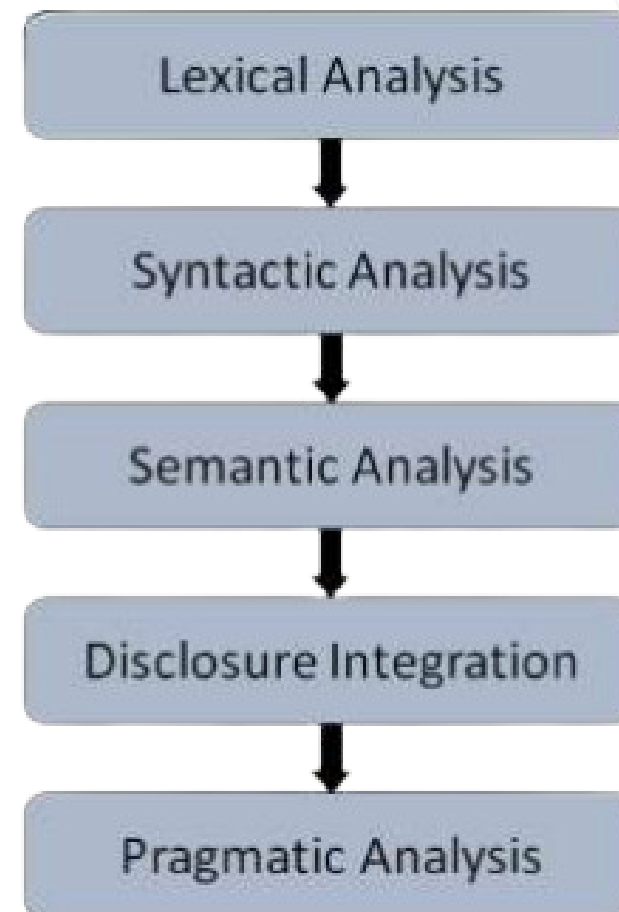 Lexical Analysis
Syntactic Analysis
Semantic Analysis
Disclosure Integration
Pragmatic Analysis